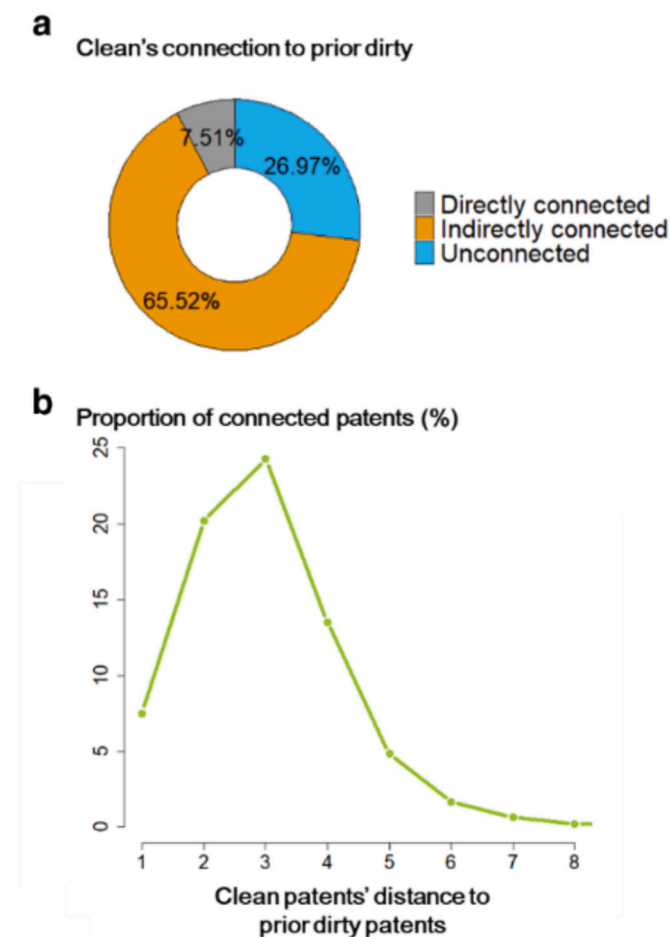 a
Clean's connection to prior dirty
7.51%
26.97%
65.52%
Directly connected
Indirectly connected
Unconnected
b
Proportion of connected patents (%)
25
20
15
10
5
0
1 2 3 4 5 6 7 8
Clean patents' distance to
prior dirty patents